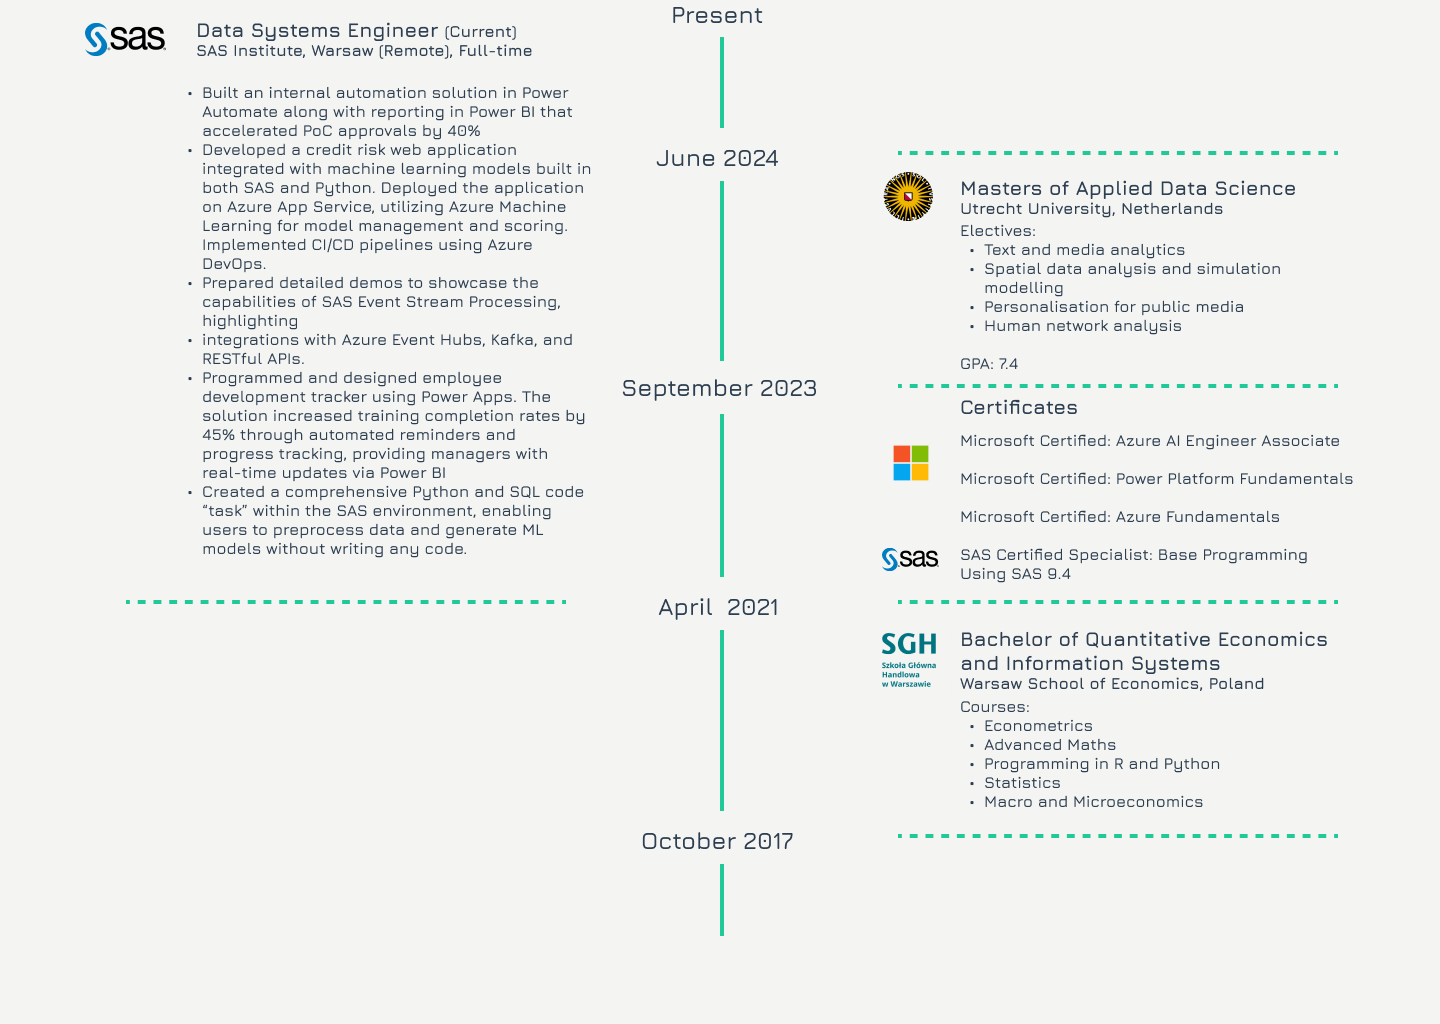 sas
Data Systems Engineer (Current)
SAS Institute, Warsaw (Remote), Full-time
• Built an internal automation solution in Power
Automate along with reporting in Power BI that
accelerated PoC approvals by 40%
• Developed a credit risk web application
integrated with machine learning models built in
both SAS and Python. Deployed the application
on Azure App Service, utilizing Azure Machine
Learning for model management and scoring.
Implemented CI/CD pipelines using Azure
DevOps.
• Prepared detailed demos to showcase the
capabilities of SAS Event Stream Processing,
highlighting
• integrations with Azure Event Hubs, Kafka, and
RESTful APIs.
• Programmed and designed employee
development tracker using Power Apps. The
solution increased training completion rates by
45% through automated reminders and
progress tracking, providing managers with
real-time updates via Power BI
• Created a comprehensive Python and SQL code
“task” within the SAS environment, enabling
users to preprocess data and generate ML
models without writing any code.
Present
June 2024
September 2023
April 2021
October 2017
Masters of Applied Data Science
Utrecht University, Netherlands
Electives:
• Text and media analytics
• Spatial data analysis and simulation
modelling
• Personalisation for public media
• Human network analysis
GPA: 7.4
Certificates
Microsoft Certified: Azure AI Engineer Associate
Microsoft Certified: Power Platform Fundamentals
Microsoft Certified: Azure Fundamentals
sas
SAS Certified Specialist: Base Programming
Using SAS 9.4
SGH
Szkoła Główna
Handlowa
w Warszawie
Bachelor of Quantitative Economics
and Information Systems
Warsaw School of Economics, Poland
Courses:
• Econometrics
• Advanced Maths
• Programming in R and Python
• Statistics
• Macro and Microeconomics